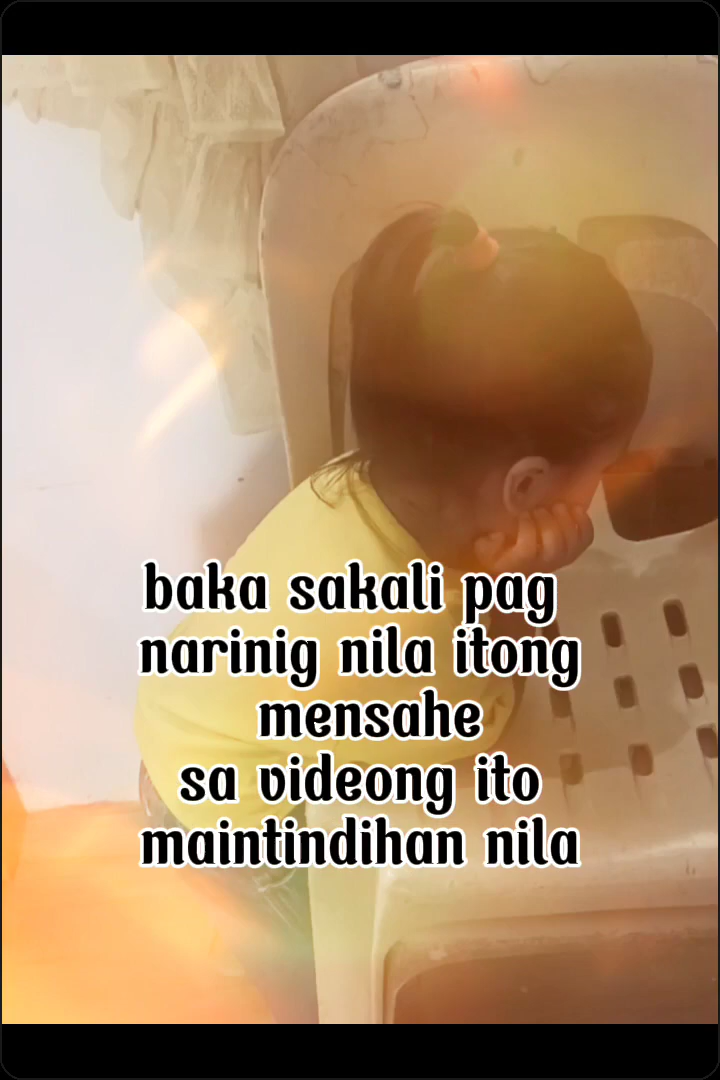 baka sakali pag
narinig nila itong
mensahe
sa videong ito
maintindihan nila